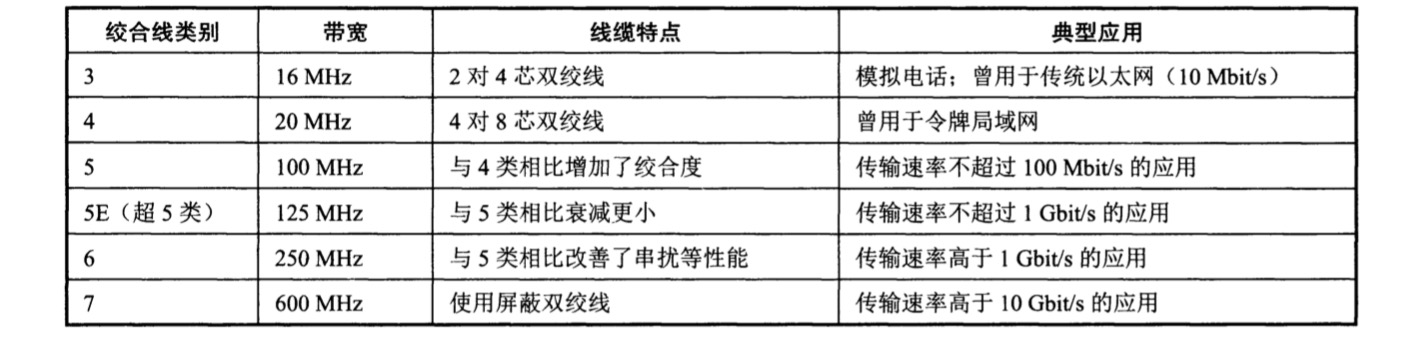 绞合线类别 带宽 线缆特点 典型应用
3 16 MHz 2 对 4 芯双绞线 模拟电话；曾用于传统以太网（10 Mbit/s）
4 20 MHz 4 对 8 芯双绞线 曾用于令牌局域网
5 100 MHz 与 4 类相比增加了绞合度 传输速率不超过 100 Mbit/s 的应用
5E（超 5 类） 125 MHz 与 5 类相比衰减更小 传输速率不超过 1 Gbit/s 的应用
6 250 MHz 与 5 类相比改善了串扰等性能 传输速率高于 1 Gbit/s 的应用
7 600 MHz 使用屏蔽双绞线 传输速率高于 10 Gbit/s 的应用